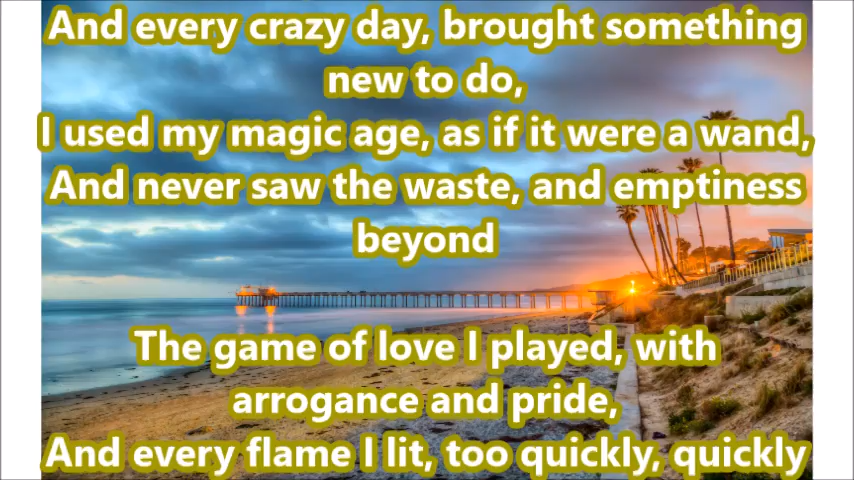 And every crazy day, brought something
new to do,
I used my magic age, as if it were a wand,
And never saw the waste, and emptiness
beyond
The game of love I played, with
arrogance and pride,
And every flame I lit, too quickly, quickly